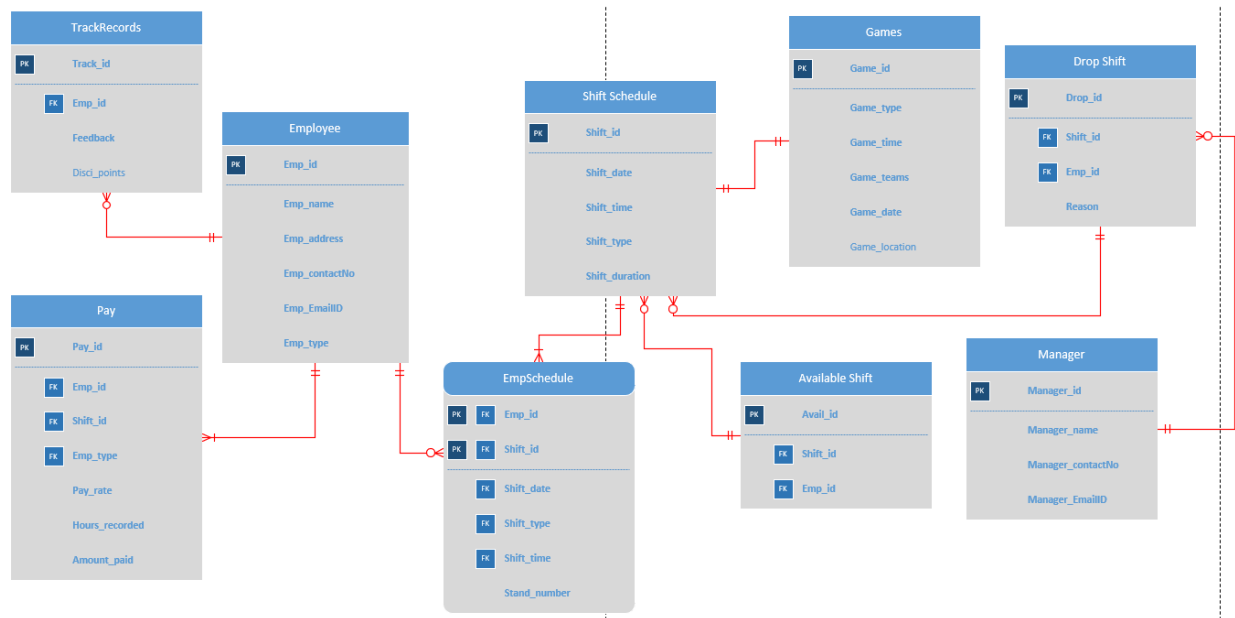 TrackRecords
PK Track_id
FK Emp_id
Feedback
Disci_points
Employee
PK Emp_id
Emp_name
Emp_address
Emp_contactNo
Emp_EmailID
Emp_type
Pay
PK Pay_id
FK Emp_id
FK Shift_id
FK Emp_type
Pay_rate
Hours_recorded
Amount_paid
Shift Schedule
PK Shift_id
Shift_date
Shift_time
Shift_type
Shift_duration
EmpSchedule
PK FK Emp_id
PK FK Shift_id
FK Shift_date
FK Shift_type
FK Shift_time
Stand_number
Games
PK Game_id
Game_type
Game_time
Game_teams
Game_date
Game_location
Available Shift
PK Avail_id
FK Shift_id
FK Emp_id
Drop Shift
PK Drop_id
FK Shift_id
FK Emp_id
Reason
Manager
PK Manager_id
Manager_name
Manager_contactNo
Manager_EmailID